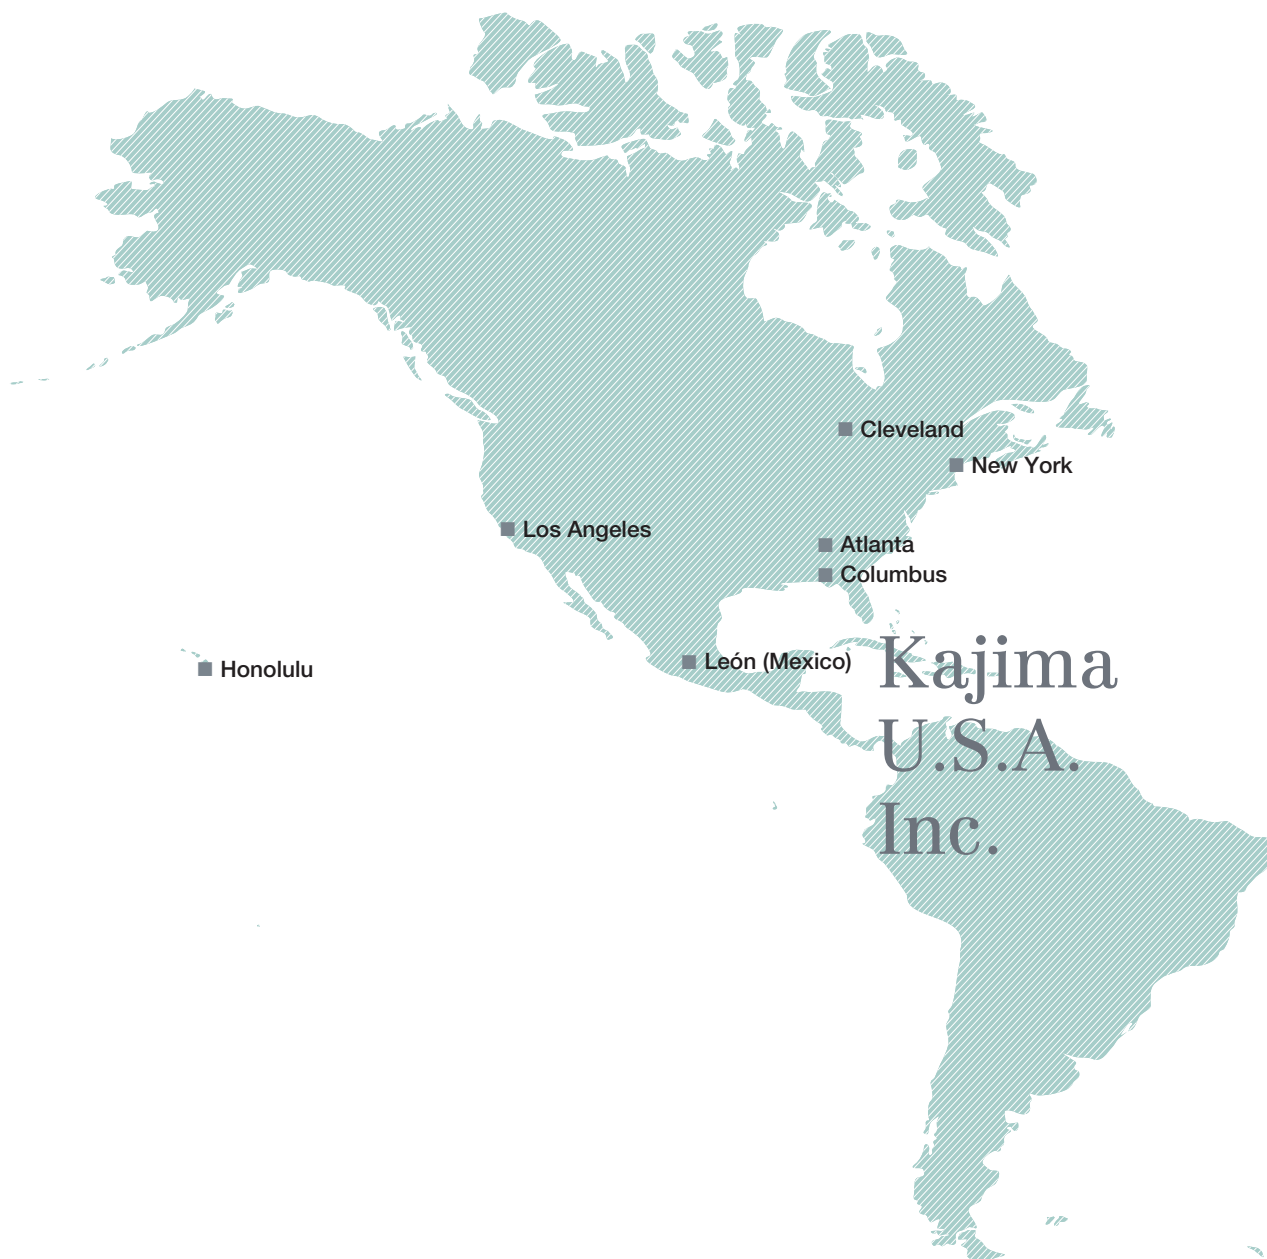 Cleveland
New York
Los Angeles
Atlanta
Columbus
Honolulu
León (Mexico)
Kajima
U.S.A.
Inc.